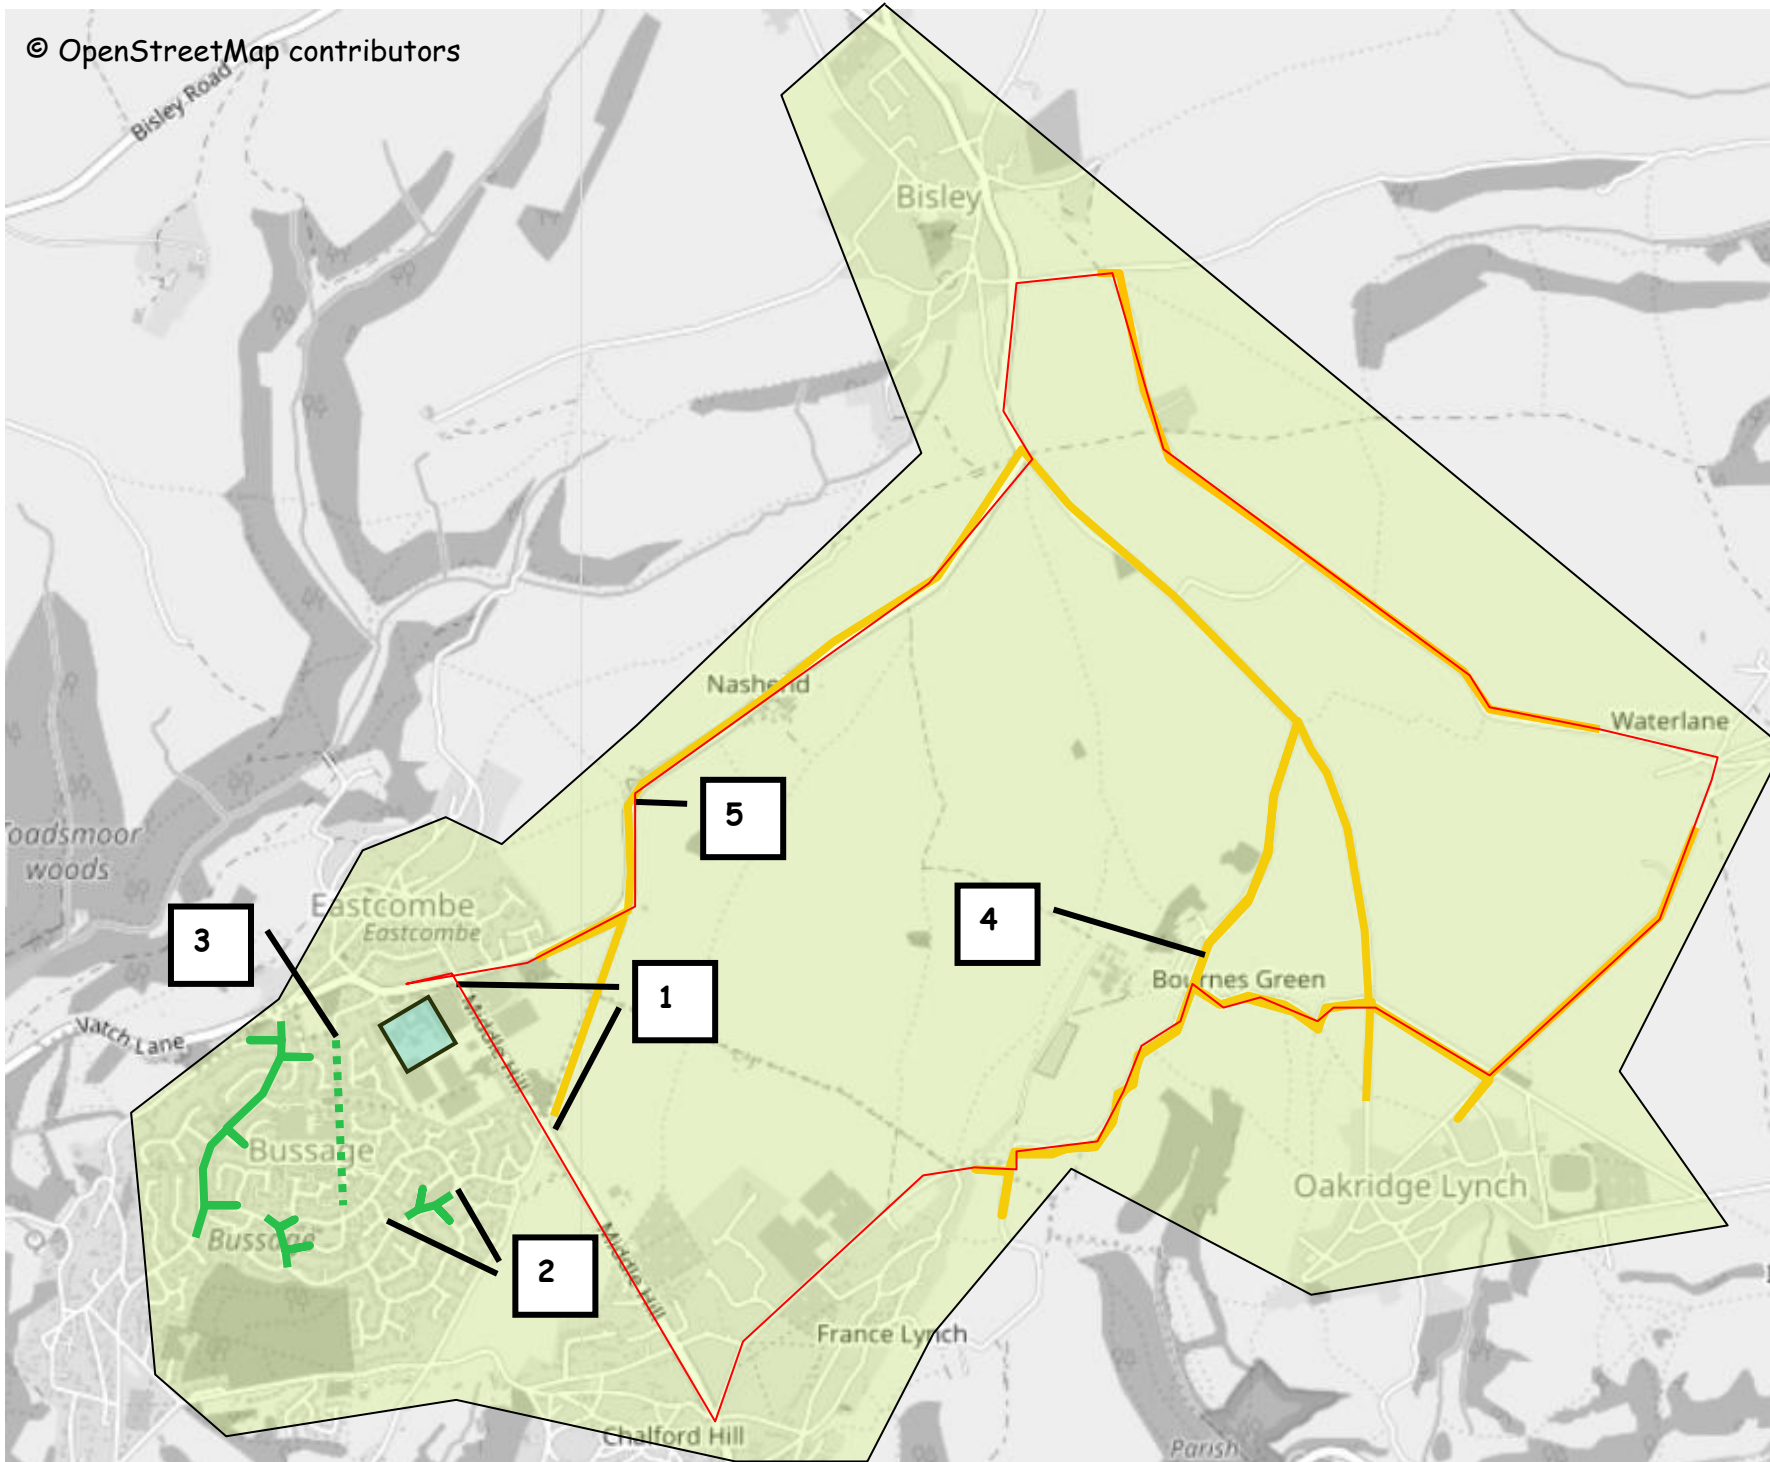 © OpenStreetMap contributors
Bisley Road
Bisley
Nashend
Waterlane
5
Toadsmoor
woods
Eastcombe
Eastcombe
3
4
1
Bournes Green
Natch Lane
Middle Hill
Bussage
Oakridge Lynch
Bussage
2
Middle Hill
France Lynch
Chalford Hill
Parish